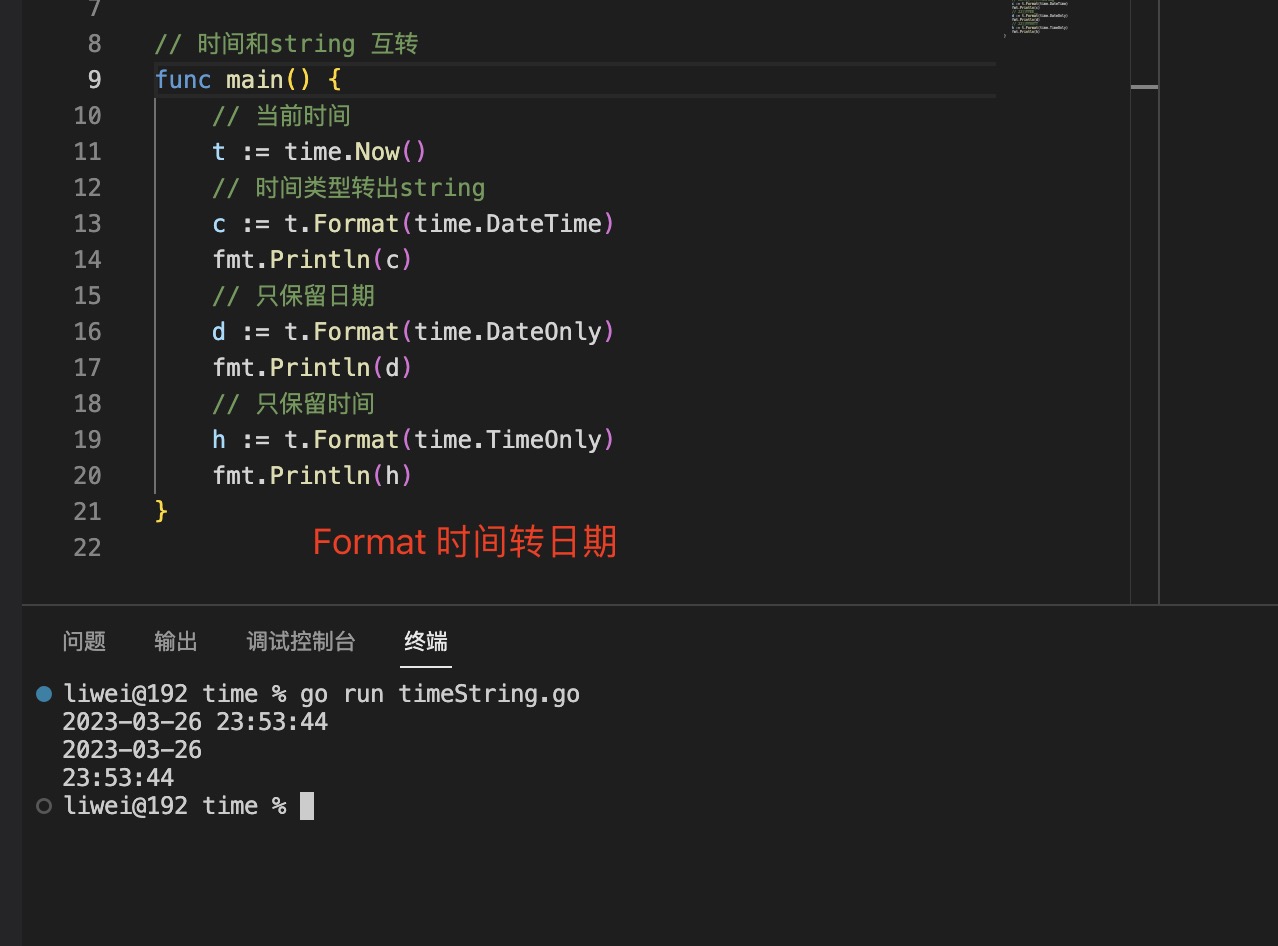 7
8 // 时间和string 互转
9 func main() {
10 // 当前时间
11 t := time.Now()
12 // 时间类型转出string
13 c := t.Format(time.DateTime)
14 fmt.Println(c)
15 // 只保留日期
16 d := t.Format(time.DateOnly)
17 fmt.Println(d)
18 // 只保留时间
19 h := t.Format(time.TimeOnly)
20 fmt.Println(h)
21 }
22
Format 时间转日期
问题 输出 调试控制台 终端
liwei@192 time % go run timeString.go
2023-03-26 23:53:44
2023-03-26
23:53:44
liwei@192 time %